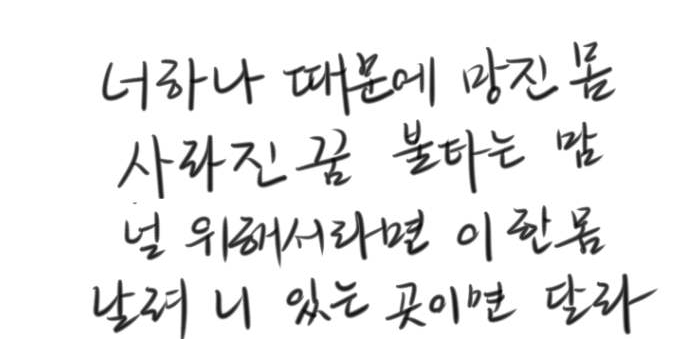 너하나 때문에 망진 몸
사라진 꿈 불타는 맘
널 위해서라면 이 한 몸
날려 니 있는 곳이면 달라